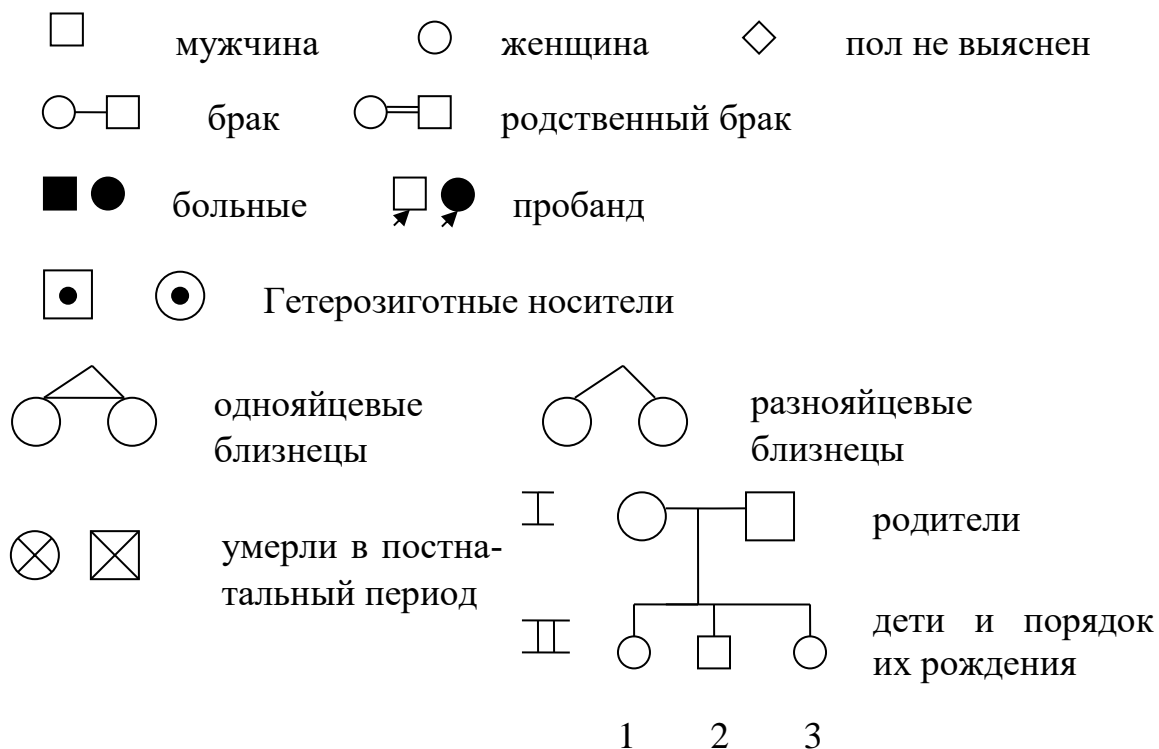 мужчина женщина пол не выяснен
брак родственный брак
больные пробанд
Гетерозиготные носители
однояйцевые
близнецы
разнояйцевые
близнецы
I родители
умерли в постна-
тальный период
II дети и порядок
их рождения
1 2 3